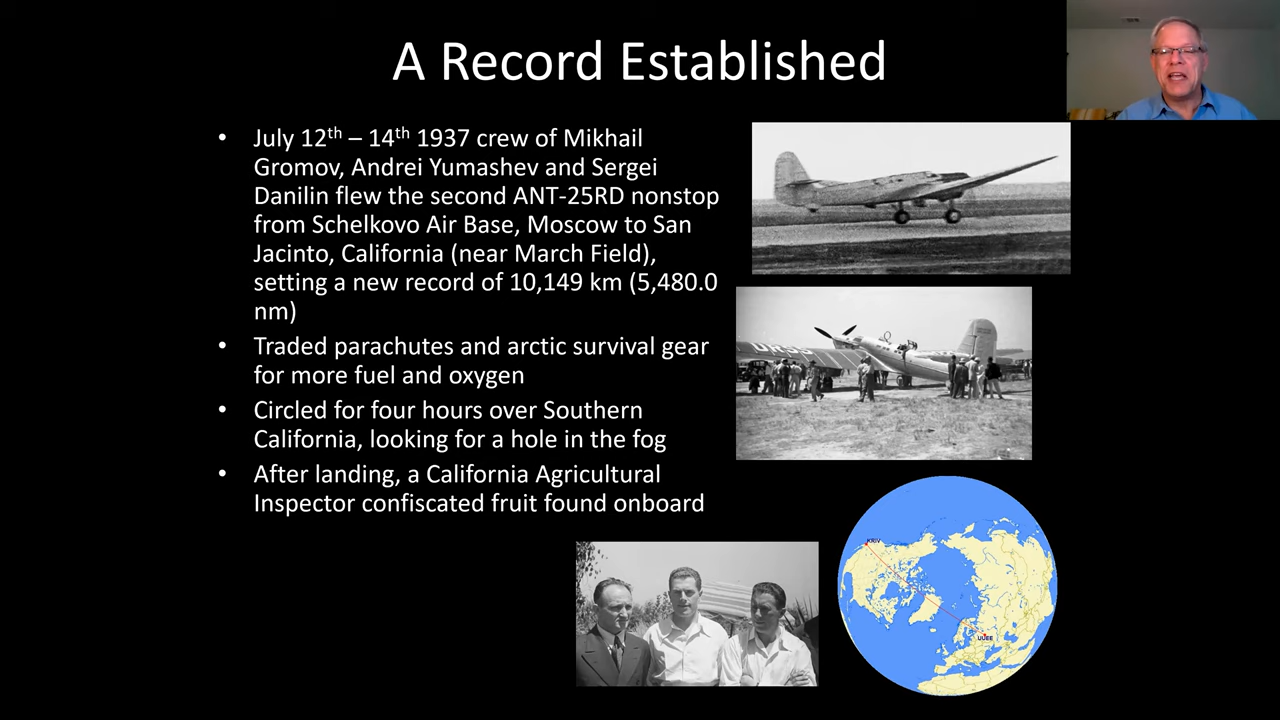 A Record Established
• July 12th – 14th 1937 crew of Mikhail
Gromov, Andrei Yumashev and Sergei
Danilin flew the second ANT-25RD nonstop
from Schelkovo Air Base, Moscow to San
Jacinto, California (near March Field),
setting a new record of 10,149 km (5,480.0
nm)
• Traded parachutes and arctic survival gear
for more fuel and oxygen
• Circled for four hours over Southern
California, looking for a hole in the fog
• After landing, a California Agricultural
Inspector confiscated fruit found onboard
URSS
KRIV
UUEE